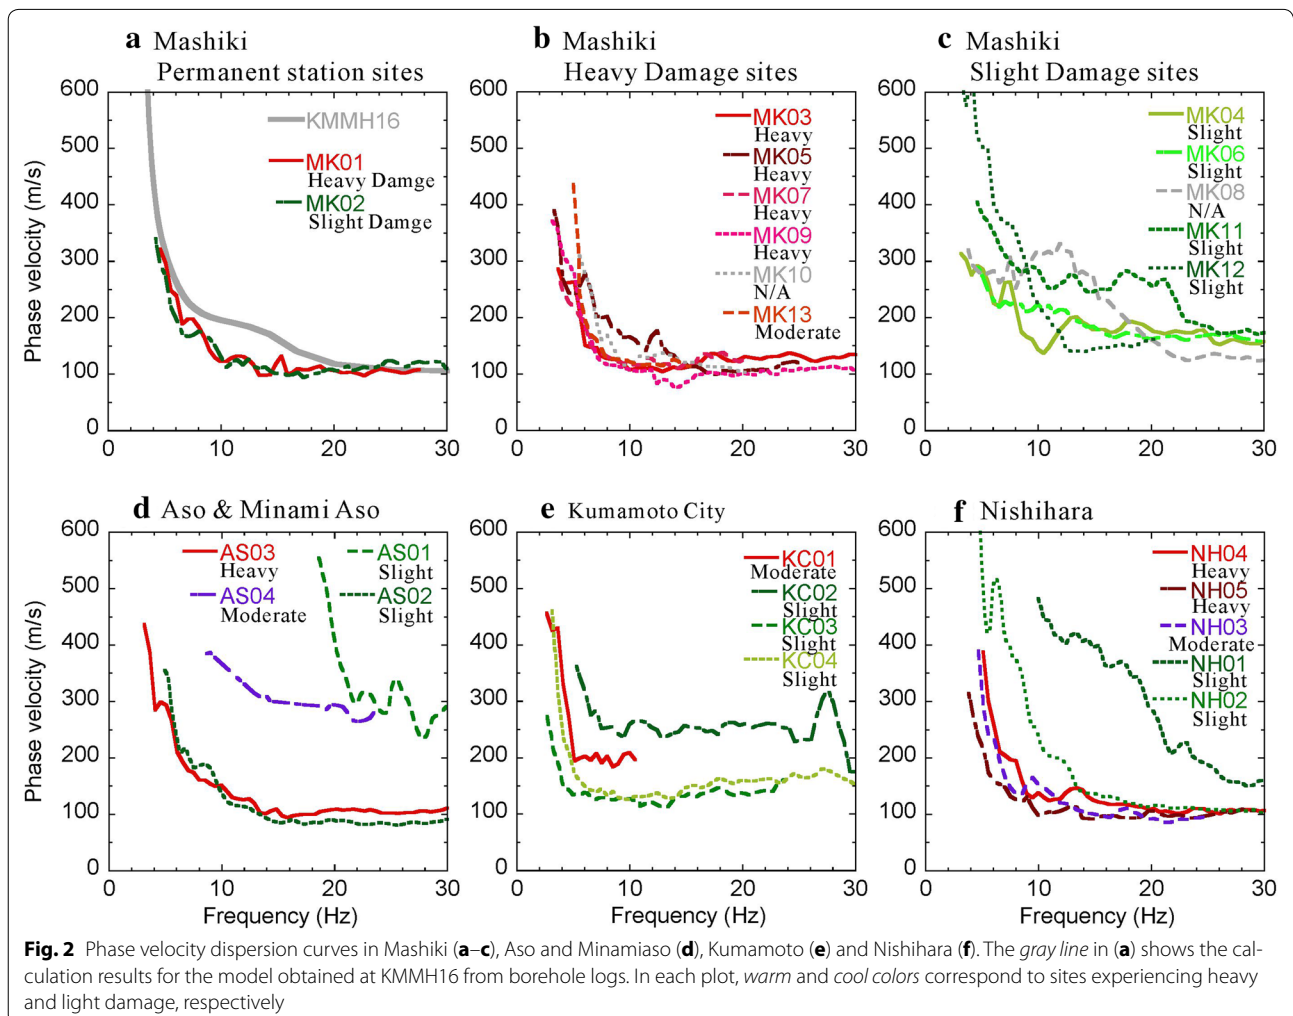 a Mashiki
Permanent station sites
600
500
400
300
200
100
0
0
10
20
30
Phase velocity (m/s)
KMMH16
MK01
Heavy Damge
MK02
Slight Damge
b Mashiki
Heavy Damage sites
600
500
400
300
200
100
0
0
10
20
30
MK03
Heavy
MK05
Heavy
MK07
Heavy
MK09
Heavy
MK10
N/A
MK13
Moderate
c Mashiki
Slight Damage sites
600
500
400
300
200
100
0
0
10
20
30
MK04
Slight
MK06
Slight
MK08
N/A
MK11
Slight
MK12
Slight
d Aso & Minami Aso
600
500
400
300
200
100
0
0
10
20
30
Phase velocity (m/s)
Frequency (Hz)
AS03
Heavy
AS04
Moderate
AS01
Slight
AS02
Slight
e Kumamoto City
600
500
400
300
200
100
0
0
10
20
30
Frequency (Hz)
KC01
Moderate
KC02
Slight
KC03
Slight
KC04
Slight
f Nishihara
600
500
400
300
200
100
0
0
10
20
30
Frequency (Hz)
NH04
Heavy
NH05
Heavy
NH03
Moderate
NH01
Slight
NH02
Slight
Fig. 2 Phase velocity dispersion curves in Mashiki (a–c), Aso and Minamiaso (d), Kumamoto (e) and Nishihara (f). The gray line in (a) shows the cal-
culation results for the model obtained at KMMH16 from borehole logs. In each plot, warm and cool colors correspond to sites experiencing heavy
and light damage, respectively